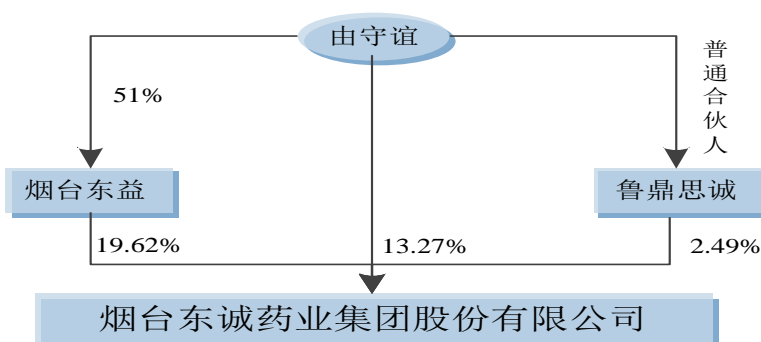 由守谊
51%
普通合伙人
烟台东益
鲁鼎思诚
19.62%
13.27%
2.49%
烟台东诚药业集团股份有限公司